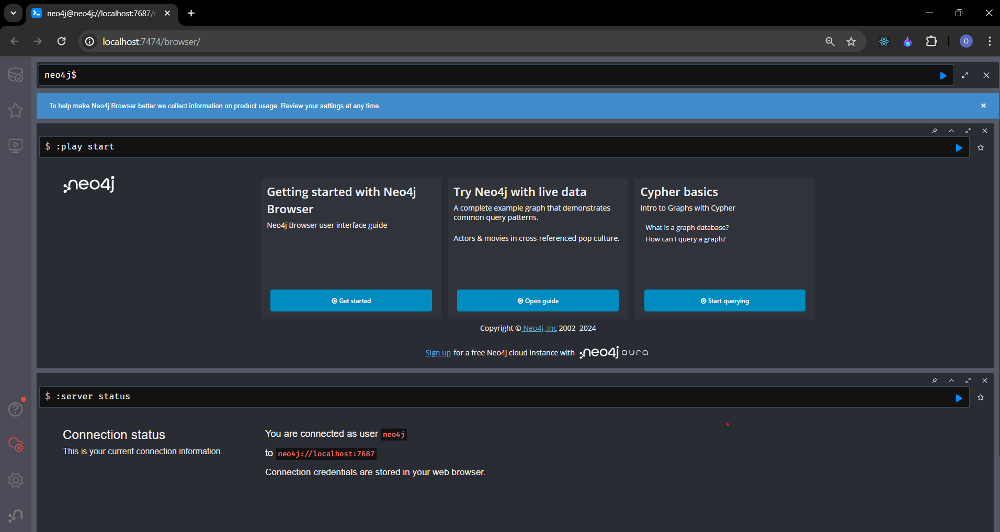 neo4j@neo4j://localhost:7687/
localhost:7474/browser/
O
neo4j$
To help make Neo4j Browser better we collect information on product usage. Review your settings at any time.
$ :play start
neo4j
Getting started with Neo4j
Browser
Neo4j Browser user interface guide
Get started
Try Neo4j with live data
A complete example graph that demonstrates
common query patterns.
Actors & movies in cross-referenced pop culture.
Open guide
Cypher basics
Intro to Graphs with Cypher
What is a graph database?
How can I query a graph?
Start querying
Copyright © Neo4j, Inc 2002–2024
Sign up for a free Neo4j cloud instance with neo4j aura
$ :server status
Connection status
This is your current connection information.
You are connected as user neo4j
to neo4j://localhost:7687
Connection credentials are stored in your web browser.